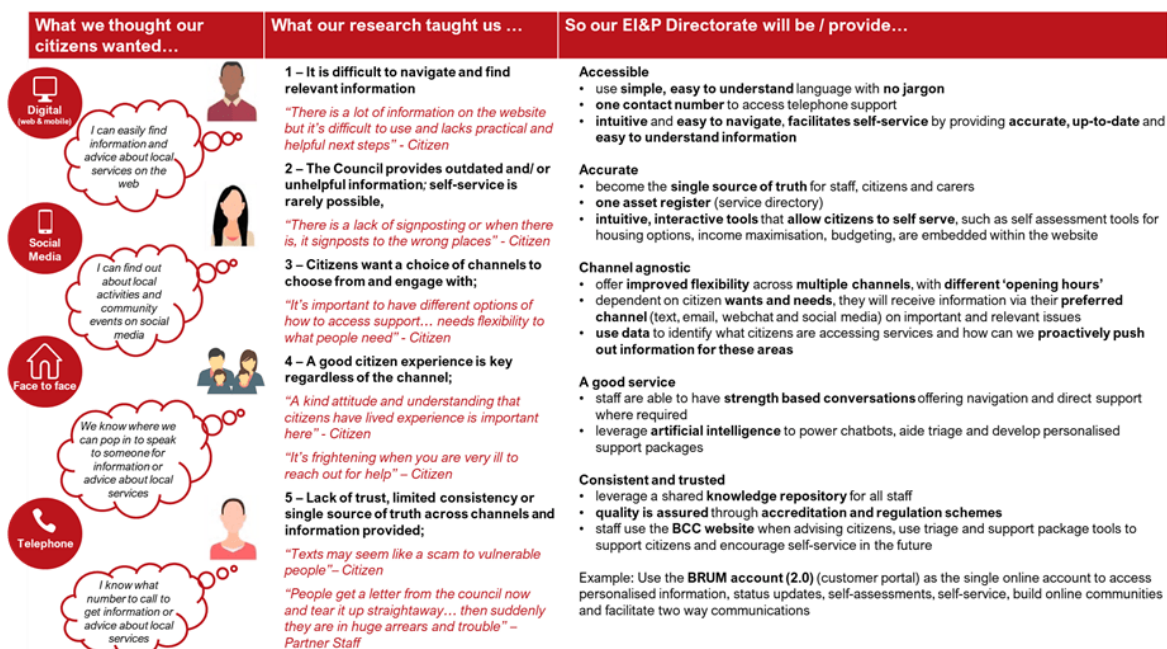 What we thought our
citizens wanted…
What our research taught us …
So our EI&P Directorate will be / provide…
Digital
(web & mobile)
I can easily find
information and
advice about local
services on the
web
Social
Media
I can find out
about local
activities and
community
events on social
media
Face to face
We know where we
can pop in to speak
to someone for
information or
advice about local
services
Telephone
I know what
number to call to
get information or
advice about local
services
1 – It is difficult to navigate and find
relevant information
“There is a lot of information on the website
but it’s difficult to use and lacks practical and
helpful next steps” - Citizen
2 – The Council provides outdated and/ or
unhelpful information; self-service is
rarely possible,
“There is a lack of signposting or when there
is, it signposts to the wrong places” - Citizen
3 – Citizens want a choice of channels to
choose from and engage with;
“It’s important to have different options of
how to access support… needs flexibility to
what people need” - Citizen
4 – A good citizen experience is key
regardless of the channel;
“A kind attitude and understanding that
citizens have lived experience is important
here” - Citizen
“It’s frightening when you are very ill to
reach out for help” – Citizen
5 – Lack of trust, limited consistency or
single source of truth across channels and
information provided;
“Texts may seem like a scam to vulnerable
people”– Citizen
“People get a letter from the council now
and tear it up straightaway… then suddenly
they are in huge arrears and trouble” –
Partner Staff
Accessible
• use simple, easy to understand language with no jargon
• one contact number to access telephone support
• intuitive and easy to navigate, facilitates self-service by providing accurate, up-to-date and
easy to understand information
Accurate
• become the single source of truth for staff, citizens and carers
• one asset register (service directory)
• intuitive, interactive tools that allow citizens to self serve, such as self assessment tools for
housing options, income maximisation, budgeting, are embedded within the website
Channel agnostic
• offer improved flexibility across multiple channels, with different ‘opening hours’
• dependent on citizen wants and needs, they will receive information via their preferred
channel (text, email, webchat and social media) on important and relevant issues
• use data to identify what citizens are accessing services and how can we proactively push
out information for these areas
A good service
• staff are able to have strength based conversations offering navigation and direct support
where required
• leverage artificial intelligence to power chatbots, aide triage and develop personalised
support packages
Consistent and trusted
• leverage a shared knowledge repository for all staff
• quality is assured through accreditation and regulation schemes
• staff use the BCC website when advising citizens, use triage and support package tools to
support citizens and encourage self-service in the future
Example: Use the BRUM account (2.0) (customer portal) as the single online account to access
personalised information, status updates, self-assessments, self-service, build online communities
and facilitate two way communications